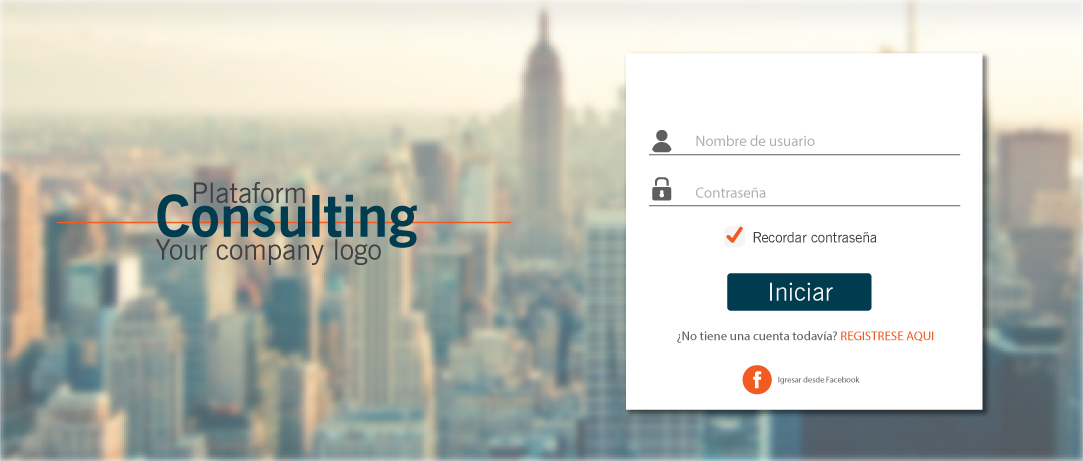 Plataform
Consulting
Your company logo
Nombre de usuario
Contraseña
Recordar contraseña
Iniciar
¿No tiene una cuenta todavía? REGISTRESE AQUI
f Igresar desde Facebook